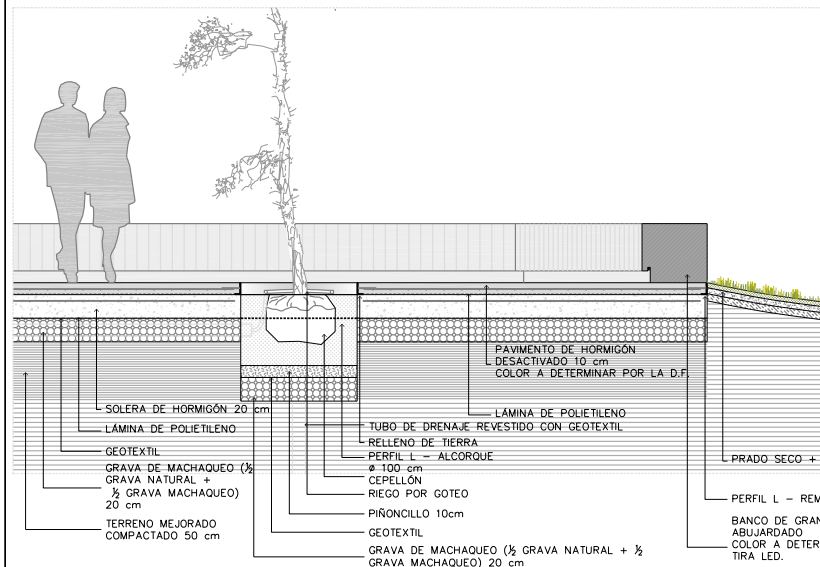 PAVIMENTO DE HORMIGÓN
DESACTIVADO 10 cm
COLOR A DETERMINAR POR LA D.F.
SOLERA DE HORMIGÓN 20 cm
LÁMINA DE POLIETILENO
GEOTEXTIL
GRAVA DE MACHAQUEO (½
GRAVA NATURAL +
½ GRAVA MACHAQUEO)
20 cm
TERRENO MEJORADO
COMPACTADO 50 cm
LÁMINA DE POLIETILENO
TUBO DE DRENAJE REVESTIDO CON GEOTEXTIL
RELLENO DE TIERRA
PERFIL L - ALCORQUE
ø 100 cm
CEPELLÓN
RIEGO POR GOTEO
PIÑONCILLO 10cm
GEOTEXTIL
GRAVA DE MACHAQUEO (½ GRAVA NATURAL + ½
GRAVA MACHAQUEO) 20 cm
PRADO SECO +
PERFIL L - REM
BANCO DE GRAN
ABUJARDADO
COLOR A DETER
TIRA LED.